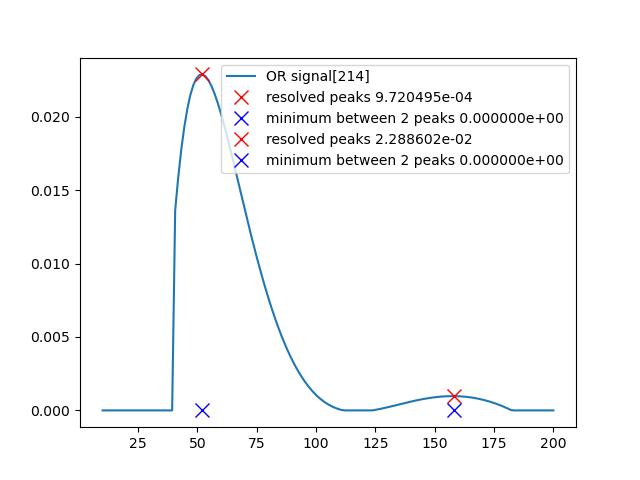 OR signal[214]
resolved peaks 9.720495e-04
minimum between 2 peaks 0.000000e+00
resolved peaks 2.288602e-02
minimum between 2 peaks 0.000000e+00
0.020
0.015
0.010
0.005
0.000
25 50 75 100 125 150 175 200